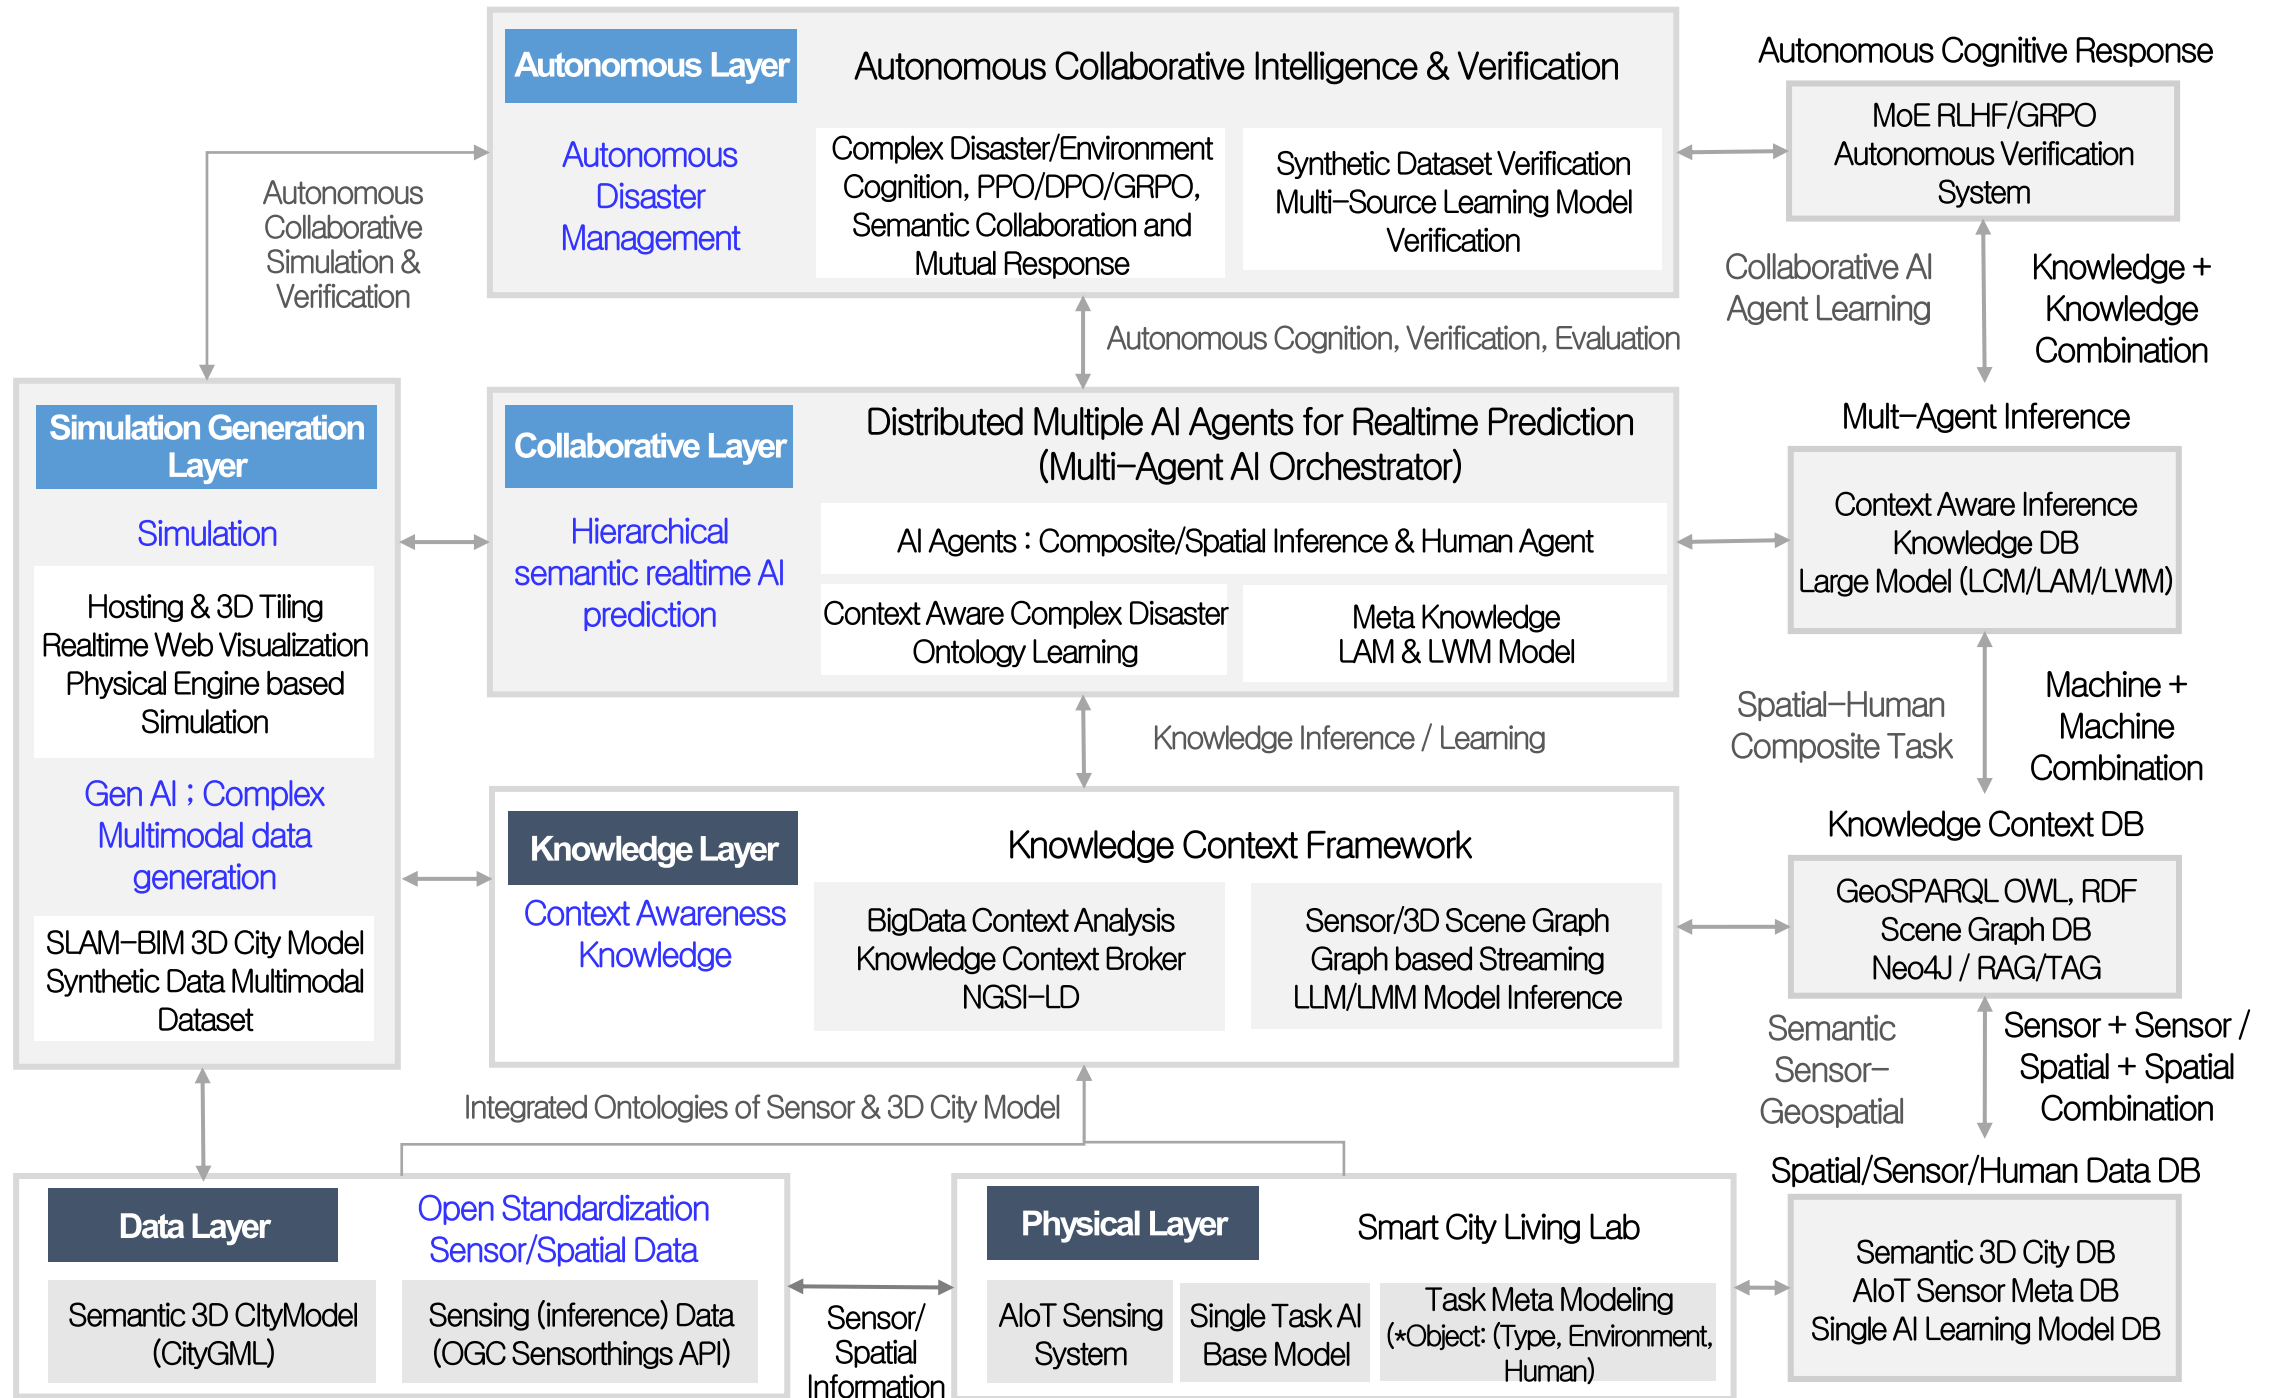 Autonomous Layer
Autonomous Collaborative Intelligence & Verification
Autonomous
Disaster
Management
Complex Disaster/Environment
Cognition, PPO/DPO/GRPO,
Semantic Collaboration and
Mutual Response
Synthetic Dataset Verification
Multi-Source Learning Model
Verification
Autonomous Cognitive Response
MoE RLHF/GRPO
Autonomous Verification
System
Autonomous
Collaborative
Simulation &
Verification
Autonomous Cognition, Verification, Evaluation
Collaborative AI
Agent Learning
Knowledge +
Knowledge
Combination
Simulation Generation
Layer
Simulation
Hosting & 3D Tiling
Realtime Web Visualization
Physical Engine based
Simulation
Gen AI ; Complex
Multimodal data
generation
SLAM-BIM 3D City Model
Synthetic Data Multimodal
Dataset
Collaborative Layer
Distributed Multiple AI Agents for Realtime Prediction
(Multi-Agent AI Orchestrator)
Hierarchical
semantic realtime AI
prediction
AI Agents : Composite/Spatial Inference & Human Agent
Context Aware Complex Disaster
Ontology Learning
Meta Knowledge
LAM & LWM Model
Mult-Agent Inference
Context Aware Inference
Knowledge DB
Large Model (LCM/LAM/LWM)
Knowledge Inference / Learning
Spatial-Human
Composite Task
Machine +
Machine
Combination
Knowledge Layer
Knowledge Context Framework
Context Awareness
Knowledge
BigData Context Analysis
Knowledge Context Broker
NGSI-LD
Sensor/3D Scene Graph
Graph based Streaming
LLM/LMM Model Inference
Knowledge Context DB
GeoSPARQL OWL, RDF
Scene Graph DB
Neo4J / RAG/TAG
Integrated Ontologies of Sensor & 3D City Model
Semantic
Sensor-
Geospatial
Sensor + Sensor /
Spatial + Spatial
Combination
Data Layer
Open Standardization
Sensor/Spatial Data
Semantic 3D CItyModel
(CityGML)
Sensing (inference) Data
(OGC Sensorthings API)
Sensor/
Spatial
Information
Physical Layer
Smart City Living Lab
AIoT Sensing
System
Single Task AI
Base Model
Task Meta Modeling
(*Object: (Type, Environment,
Human)
Spatial/Sensor/Human Data DB
Semantic 3D City DB
AIoT Sensor Meta DB
Single AI Learning Model DB